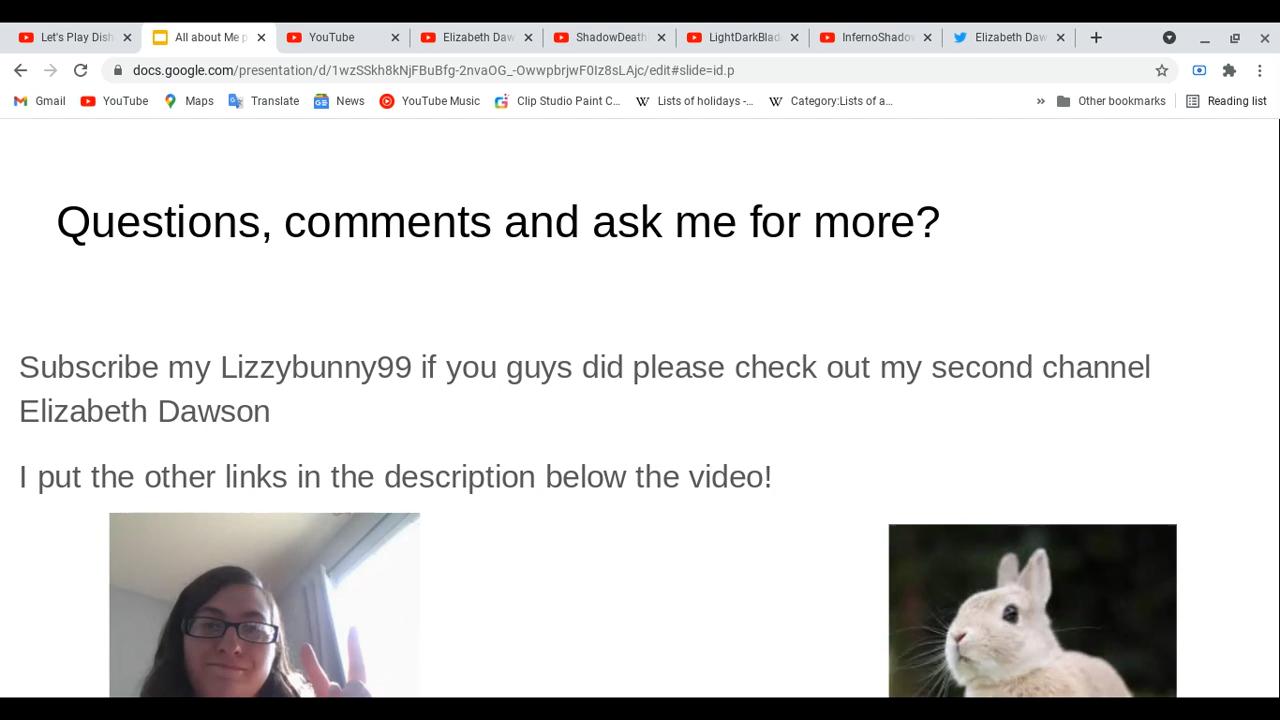 Let's Play Dish
All about Me p
YouTube
Elizabeth Daw
ShadowDeath
LightDarkBlad
InfernoShadov
Elizabeth Daw
docs.google.com/presentation/d/1wzSSkh8kNjFBuBfg-2nvaOG_-OwwpbrjwF0Iz8sLAjc/edit#slide=id.p
Gmail
YouTube
Maps
Translate
News
YouTube Music
Clip Studio Paint C...
Lists of holidays -...
Category:Lists of a...
»
Other bookmarks
Reading list
Questions, comments and ask me for more?
Subscribe my Lizzybunny99 if you guys did please check out my second channel
Elizabeth Dawson
I put the other links in the description below the video!